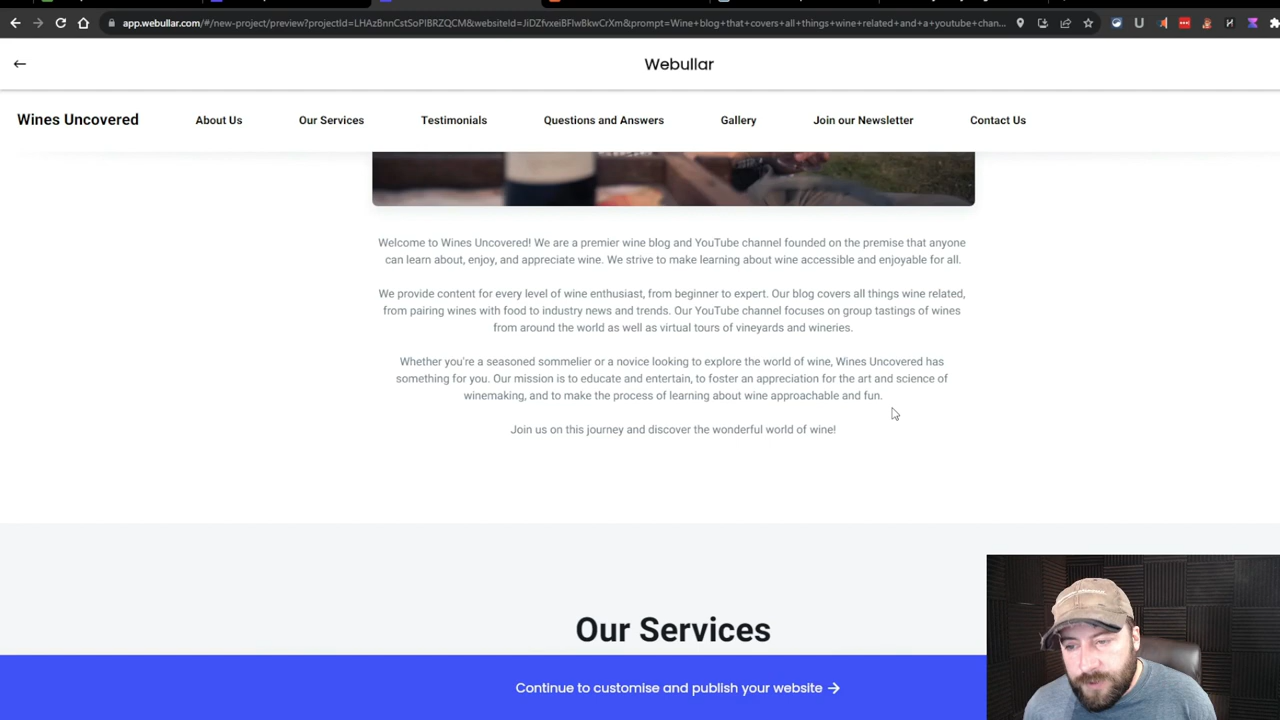 app.webullar.com/#/new-project/preview?projectId=LHAzBnnCstSoPIBRZQCM&websiteId=JiDZfvxeiBFIwBkwCrXm&prompt=Wine+blog+that+covers+all+things+wine+related+and+a+youtube+chan...
Webullar
Wines Uncovered About Us Our Services Testimonials Questions and Answers Gallery Join our Newsletter Contact Us
Welcome to Wines Uncovered! We are a premier wine blog and YouTube channel founded on the premise that anyone
can learn about, enjoy, and appreciate wine. We strive to make learning about wine accessible and enjoyable for all.
We provide content for every level of wine enthusiast, from beginner to expert. Our blog covers all things wine related,
from pairing wines with food to industry news and trends. Our YouTube channel focuses on group tastings of wines
from around the world as well as virtual tours of vineyards and wineries.
Whether you're a seasoned sommelier or a novice looking to explore the world of wine, Wines Uncovered has
something for you. Our mission is to educate and entertain, to foster an appreciation for the art and science of
winemaking, and to make the process of learning about wine approachable and fun.
Join us on this journey and discover the wonderful world of wine!
Our Services
Continue to customise and publish your website →